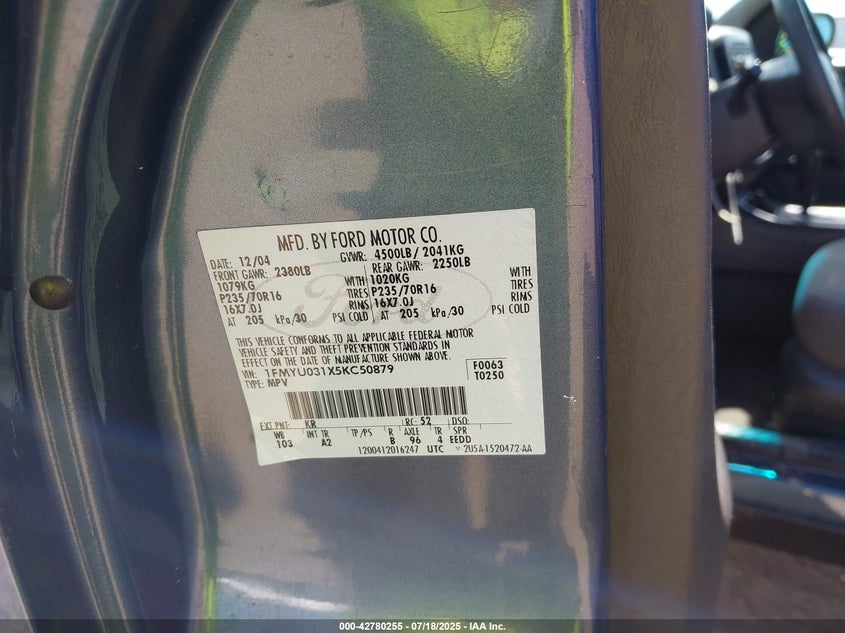 MFD. BY FORD MOTOR CO.
DATE: 12/04 GVWR: 4500LB/ 2041KG
FRONT GAWR: 2380LB REAR GAWR: 2250LB
1079KG WITH 1020KG WITH
P235/70R16 TIRES P235/70R16 TIRES
16X7.0J RIMS 16X7.0J RIMS
AT 205 kPa/30 PSI COLD AT 205 kPa/30 PSI COLD
THIS VEHICLE CONFORMS TO ALL APPLICABLE FEDERAL MOTOR
VEHICLE SAFETY AND THEFT PREVENTION STANDARDS IN
EFFECT ON THE DATE OF MANUFACTURE SHOWN ABOVE.
VIN: 1FMYU031X5KC50879 F0063
TYPE: MPV T0250
EXT PNT: KR RC: 52 DSO:
WB INT TR TP/PS R AXLE TR SPR
103 A2 B 96 4 EEDD
1200412016247 UTC 2U5A-1520472-AA
Ford
000-42780255 - 07/18/2025 - IAA Inc.